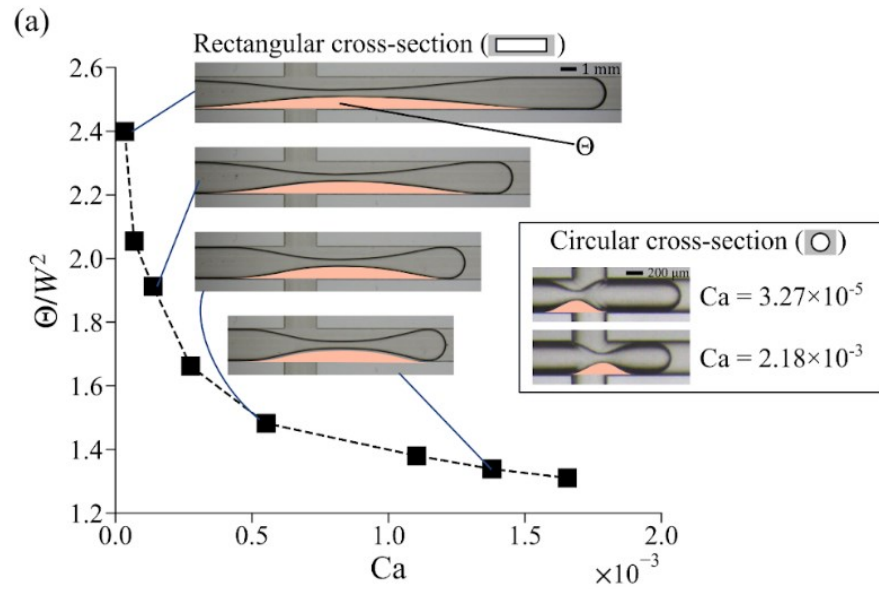 (a)
Rectangular cross-section ( )
1 mm
Θ
Circular cross-section ( )
200 μm
Ca = 3.27×10⁻⁵
Ca = 2.18×10⁻³
Θ/W²
2.6
2.4
2.2
2.0
1.8
1.6
1.4
1.2
0.0 0.5 1.0 1.5 2.0
Ca
×10⁻³